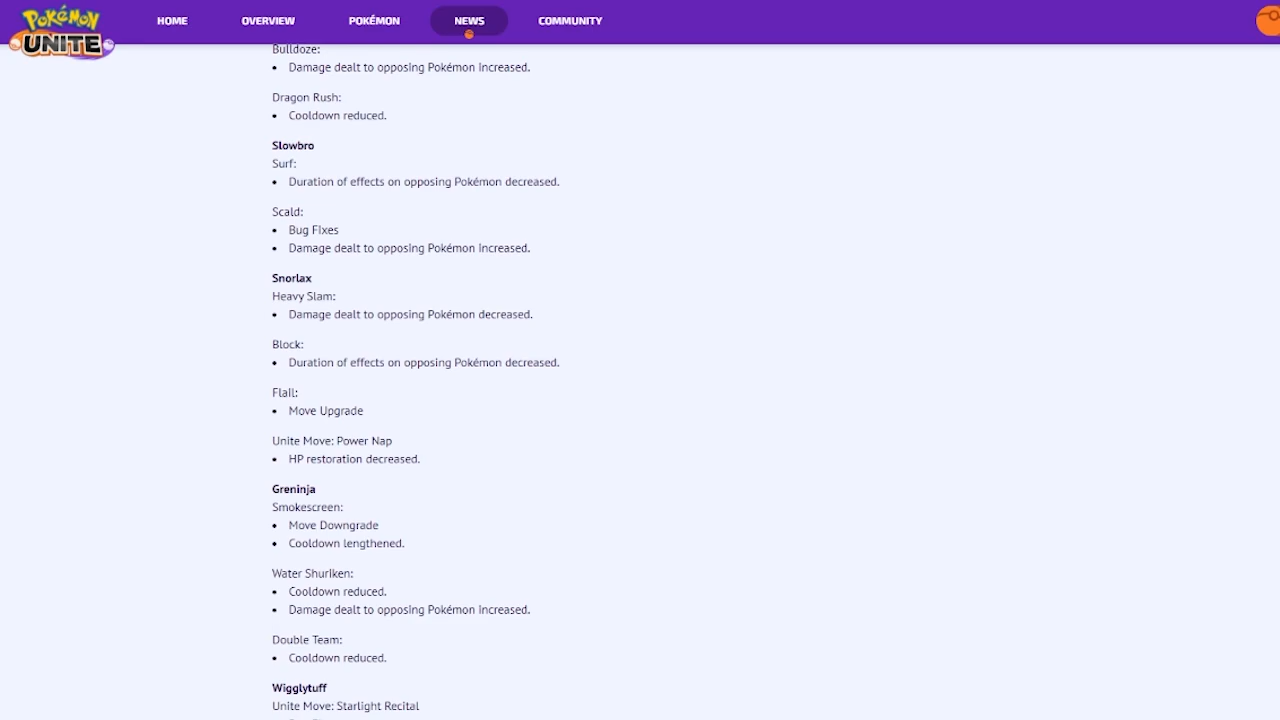 Pokémon
UNITE
HOME
OVERVIEW
POKÉMON
NEWS
COMMUNITY
Bulldoze:
• Damage dealt to opposing Pokémon increased.
Dragon Rush:
• Cooldown reduced.
Slowbro
Surf:
• Duration of effects on opposing Pokémon decreased.
Scald:
• Bug Fixes
• Damage dealt to opposing Pokémon increased.
Snorlax
Heavy Slam:
• Damage dealt to opposing Pokémon decreased.
Block:
• Duration of effects on opposing Pokémon decreased.
Flail:
• Move Upgrade
Unite Move: Power Nap
• HP restoration decreased.
Greninja
Smokescreen:
• Move Downgrade
• Cooldown lengthened.
Water Shuriken:
• Cooldown reduced.
• Damage dealt to opposing Pokémon increased.
Double Team:
• Cooldown reduced.
Wigglytuff
Unite Move: Starlight Recital